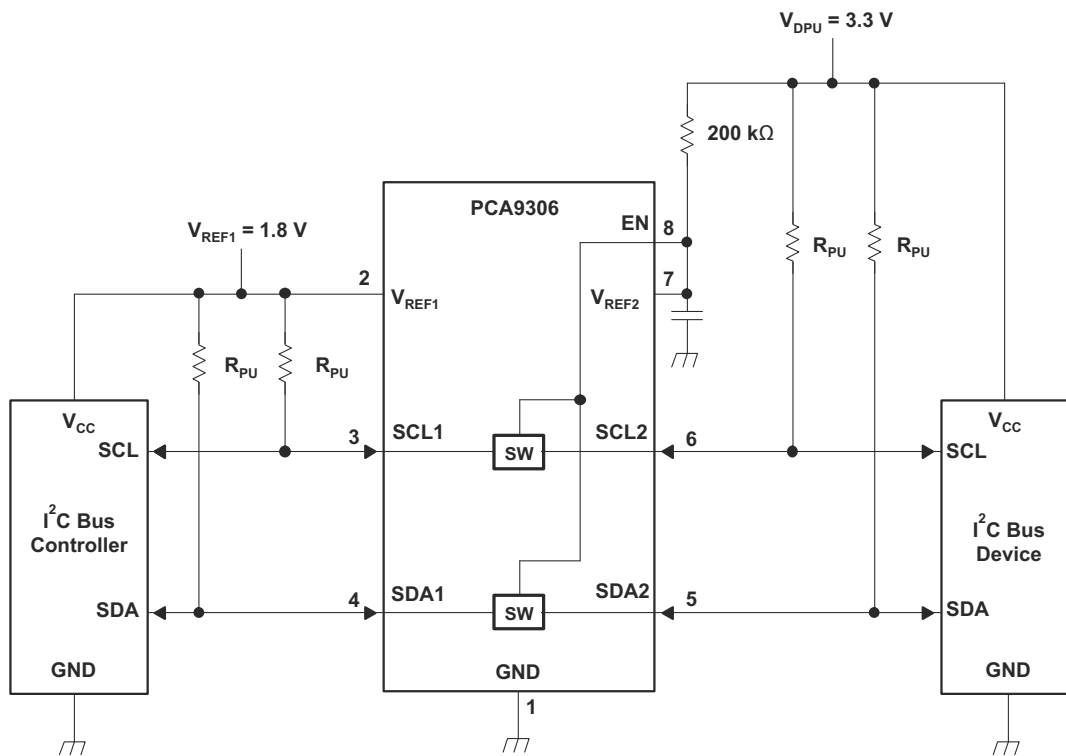 V_DPU = 3.3 V
200 kΩ
PCA9306
EN
8
V_REF1 = 1.8 V
R_PU
R_PU
2
7
V_REF1
V_REF2
R_PU
R_PU
V_CC
V_CC
SCL
3
SCL1
SW
SCL2
6
SCL
I²C Bus
Controller
I²C Bus
Device
SDA
4
SDA1
SW
SDA2
5
SDA
GND
GND
GND
1